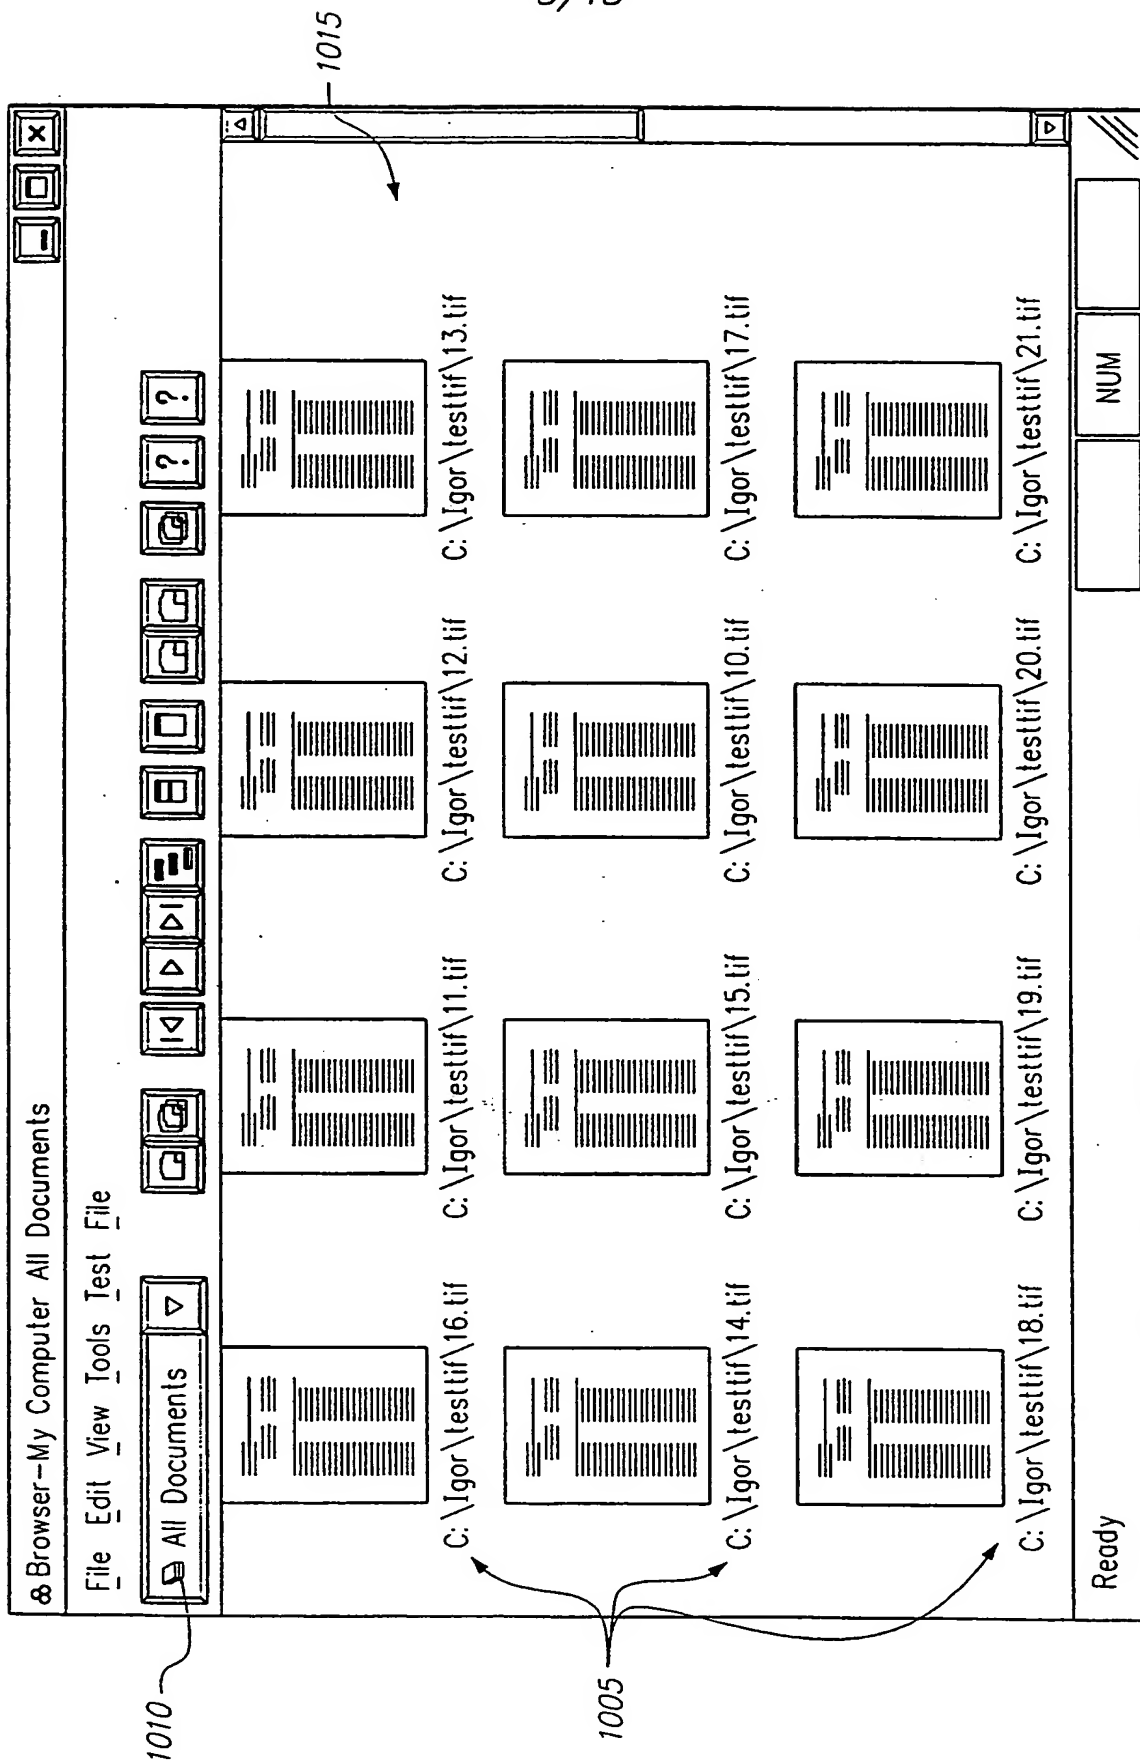 1015
& Browser-My Computer All Documents
File Edit View Tools Test File
All Documents
? ?
1010
C:\Igor\testtif\16.tif C:\Igor\testtif\11.tif C:\Igor\testtif\12.tif C:\Igor\testtif\13.tif
C:\Igor\testtif\14.tif C:\Igor\testtif\15.tif C:\Igor\testtif\10.tif C:\Igor\testtif\17.tif
1005
C:\Igor\testtif\18.tif C:\Igor\testtif\19.tif C:\Igor\testtif\20.tif C:\Igor\testtif\21.tif
Ready NUM